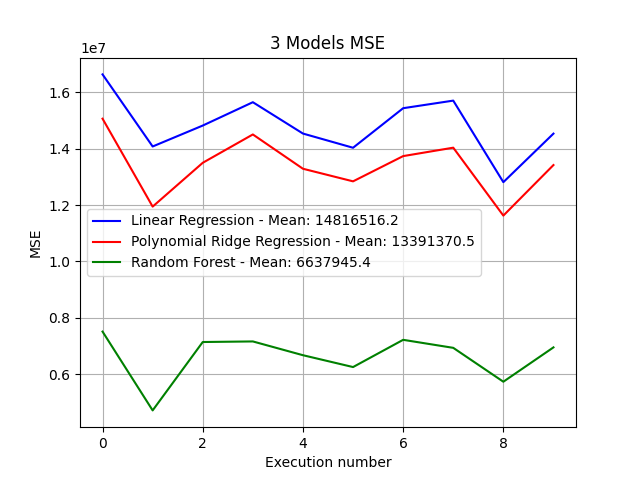 3 Models MSE
1e7
1.6
1.4
1.2
1.0
0.8
0.6
MSE
Linear Regression - Mean: 14816516.2
Polynomial Ridge Regression - Mean: 13391370.5
Random Forest - Mean: 6637945.4
0 2 4 6 8
Execution number